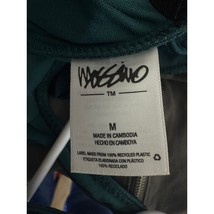 mossimo
TM
M
MADE IN CAMBODIA
HECHO EN CAMBOYA
LABEL MADE FROM 100% RECYCLED PLASTIC
ETIQUETA ELABORADA CON PLÁSTICO
100% RECICLADO